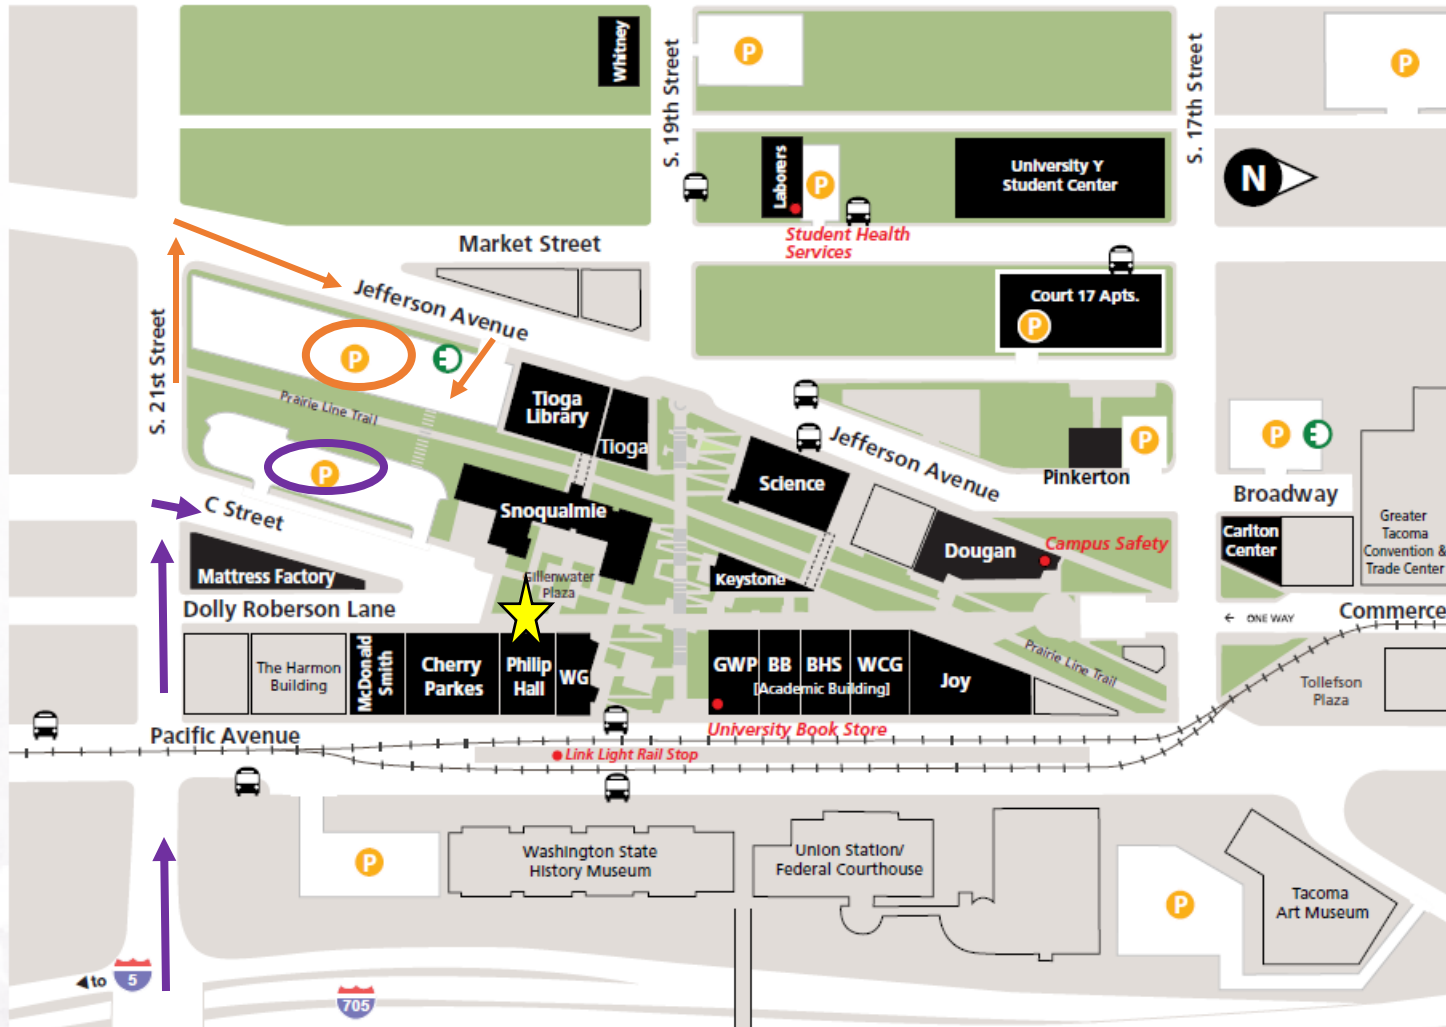 Whitney
P
S. 19th Street
S. 17th Street
P
Laborers
P
University Y
Student Center
N
Student Health
Services
Market Street
Court 17 Apts.
P
Jefferson Avenue
S. 21st Street
P
E
Prairie Line Trail
Tioga
Library
Tioga
P
C Street
Snoqualmie
Science
Jefferson Avenue
P
Pinkerton
P
E
Broadway
Carlton
Center
Greater
Tacoma
Convention &
Trade Center
Dougan
Campus Safety
Mattress Factory
Gillenwater
Plaza
Keystone
Dolly Roberson Lane
← ONE WAY
Commerce
The Harmon
Building
McDonald
Smith
Cherry
Parkes
Philip
Hall
WG
GWP
BB
BHS
WCG
[Academic Building]
Joy
Prairie Line Trail
Tollefson
Plaza
Pacific Avenue
University Book Store
Link Light Rail Stop
P
Washington State
History Museum
Union Station/
Federal Courthouse
P
Tacoma
Art Museum
◄to
5
705